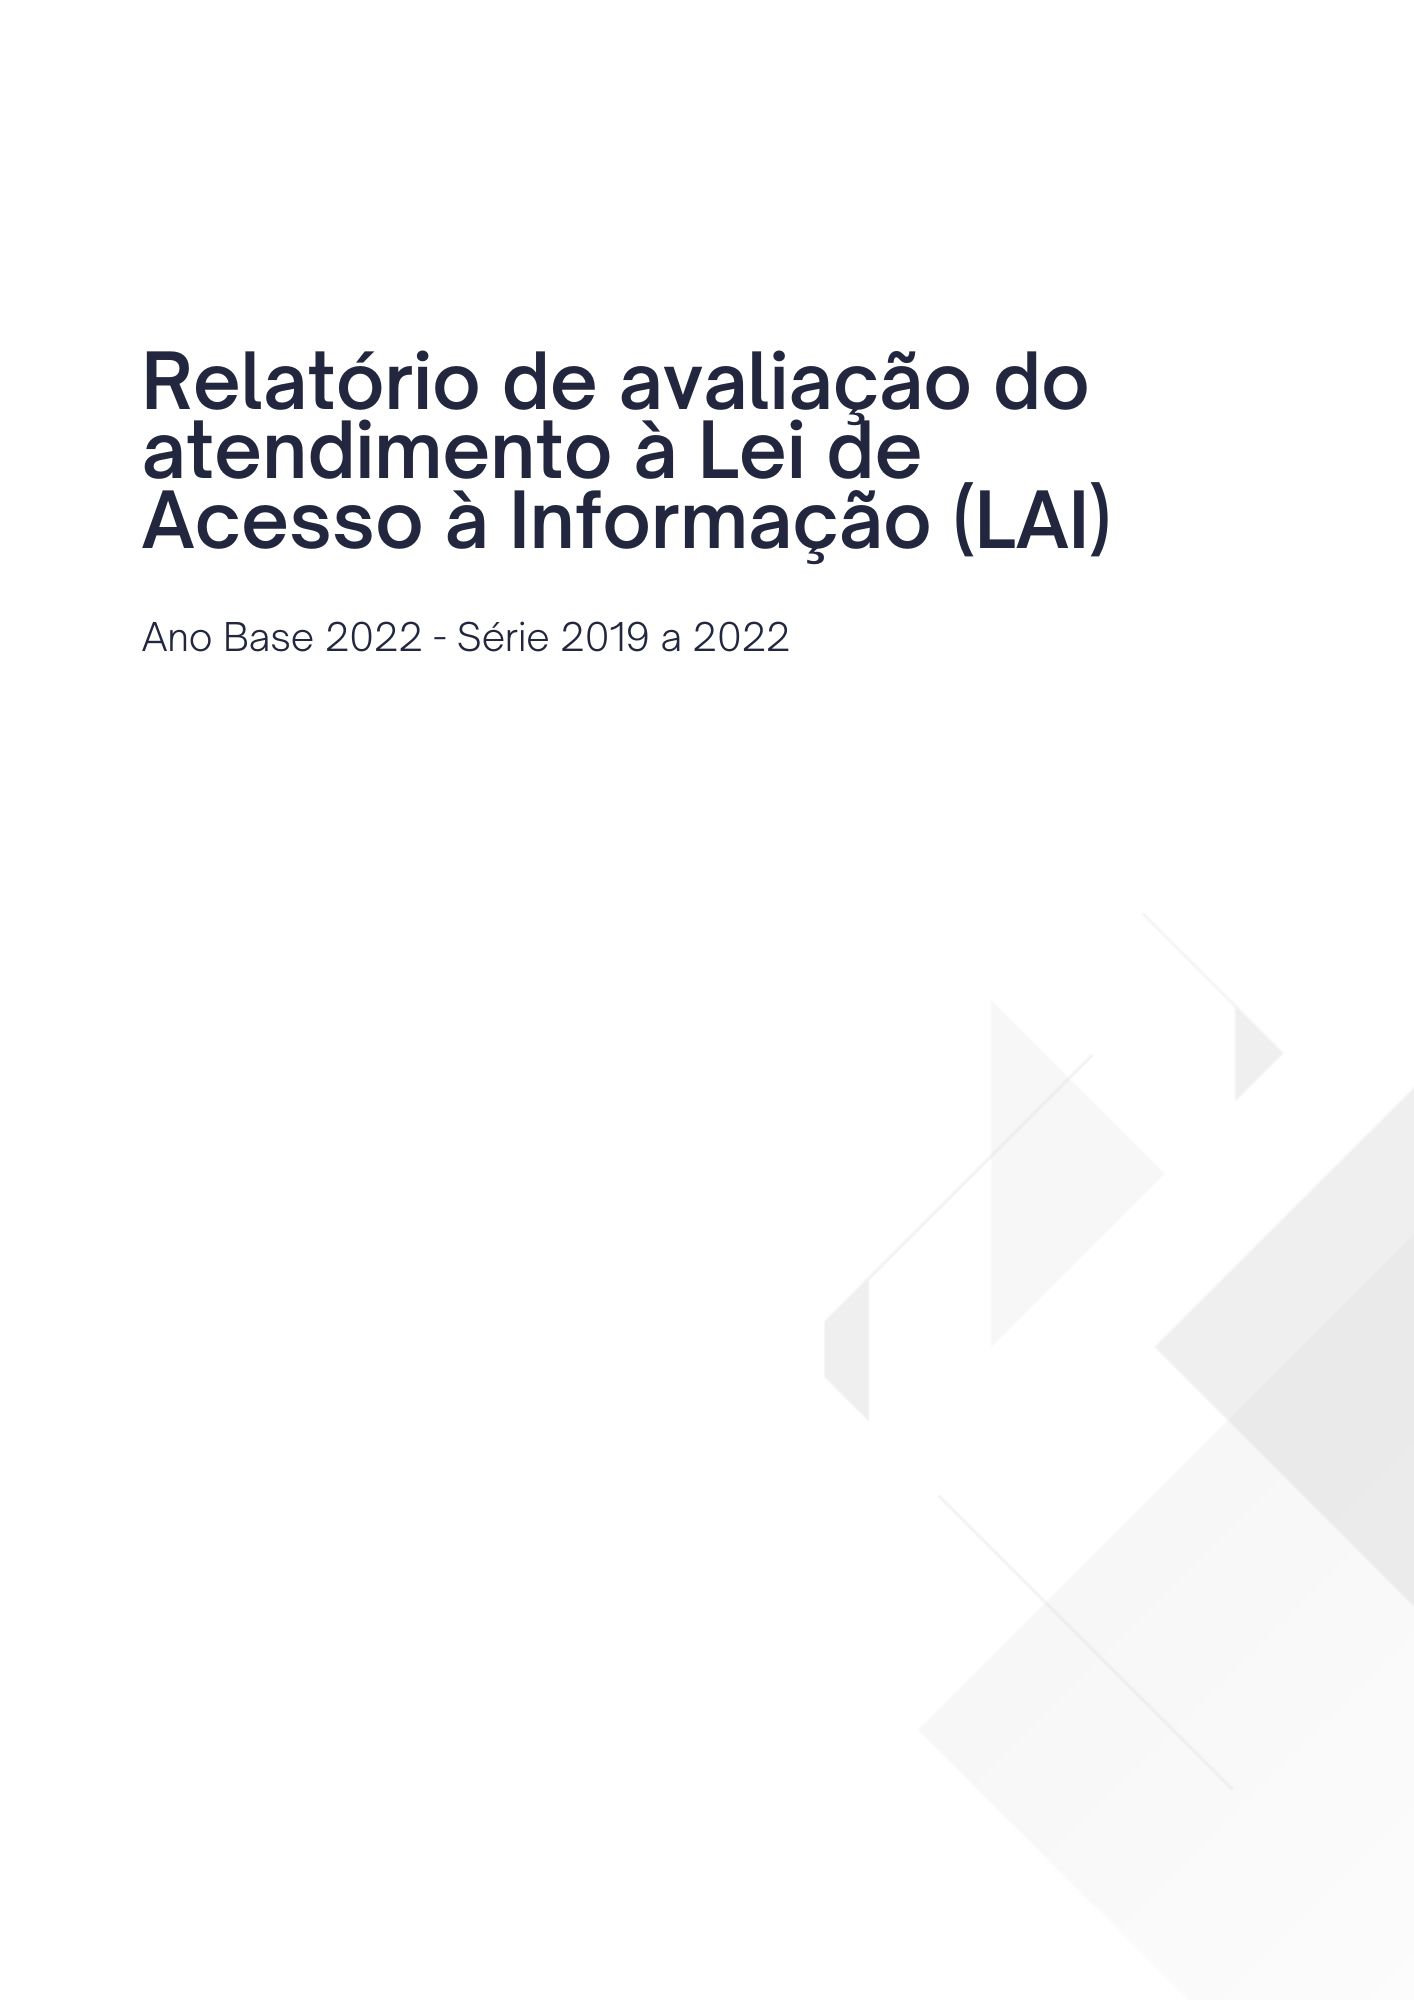 Relatório de avaliação do
atendimento à Lei de
Acesso à Informação (LAI)
Ano Base 2022 - Série 2019 a 2022